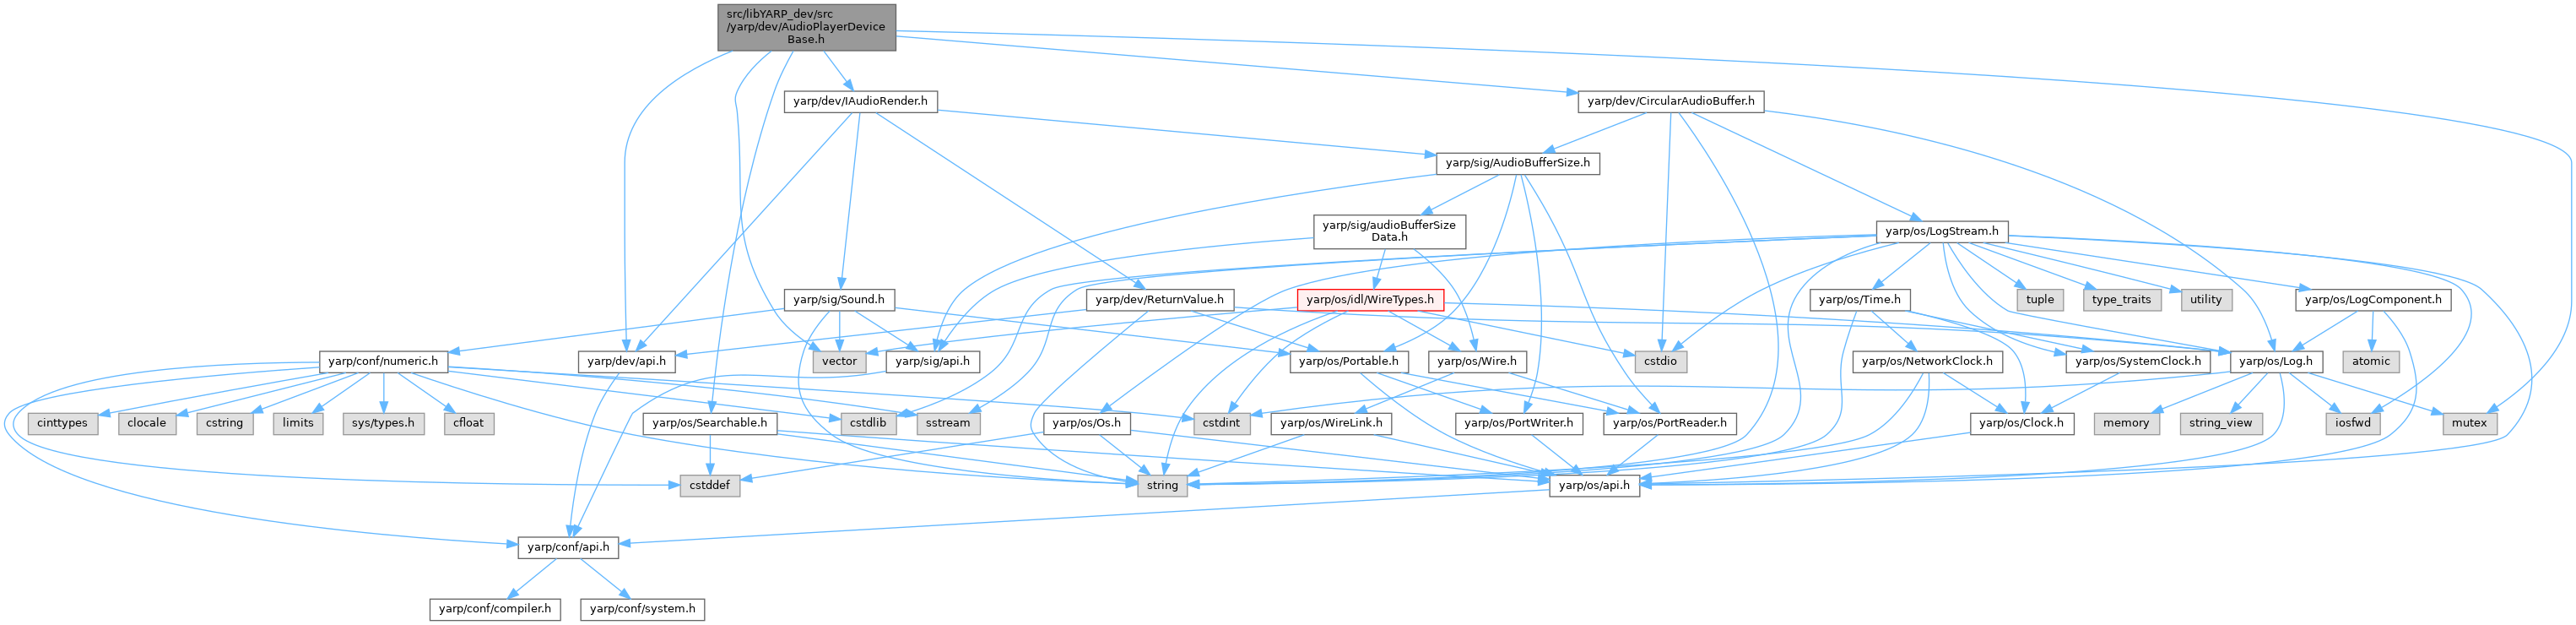 src/libYARP_dev/src
/yarp/dev/AudioPlayerDevice
Base.h
yarp/dev/IAudioRender.h
yarp/dev/CircularAudioBuffer.h
yarp/sig/AudioBufferSize.h
yarp/sig/audioBufferSize
Data.h
yarp/os/LogStream.h
yarp/sig/Sound.h
yarp/dev/ReturnValue.h
yarp/os/idl/WireTypes.h
yarp/os/Time.h
tuple
type_traits
utility
yarp/os/LogComponent.h
yarp/conf/numeric.h
yarp/dev/api.h
vector
yarp/sig/api.h
yarp/os/Portable.h
yarp/os/Wire.h
cstdio
yarp/os/NetworkClock.h
yarp/os/SystemClock.h
yarp/os/Log.h
atomic
cinttypes
clocale
cstring
limits
sys/types.h
cfloat
yarp/os/Searchable.h
cstdlib
sstream
yarp/os/Os.h
cstdint
yarp/os/WireLink.h
yarp/os/PortWriter.h
yarp/os/PortReader.h
yarp/os/Clock.h
memory
string_view
iosfwd
mutex
cstddef
string
yarp/os/api.h
yarp/conf/api.h
yarp/conf/compiler.h
yarp/conf/system.h